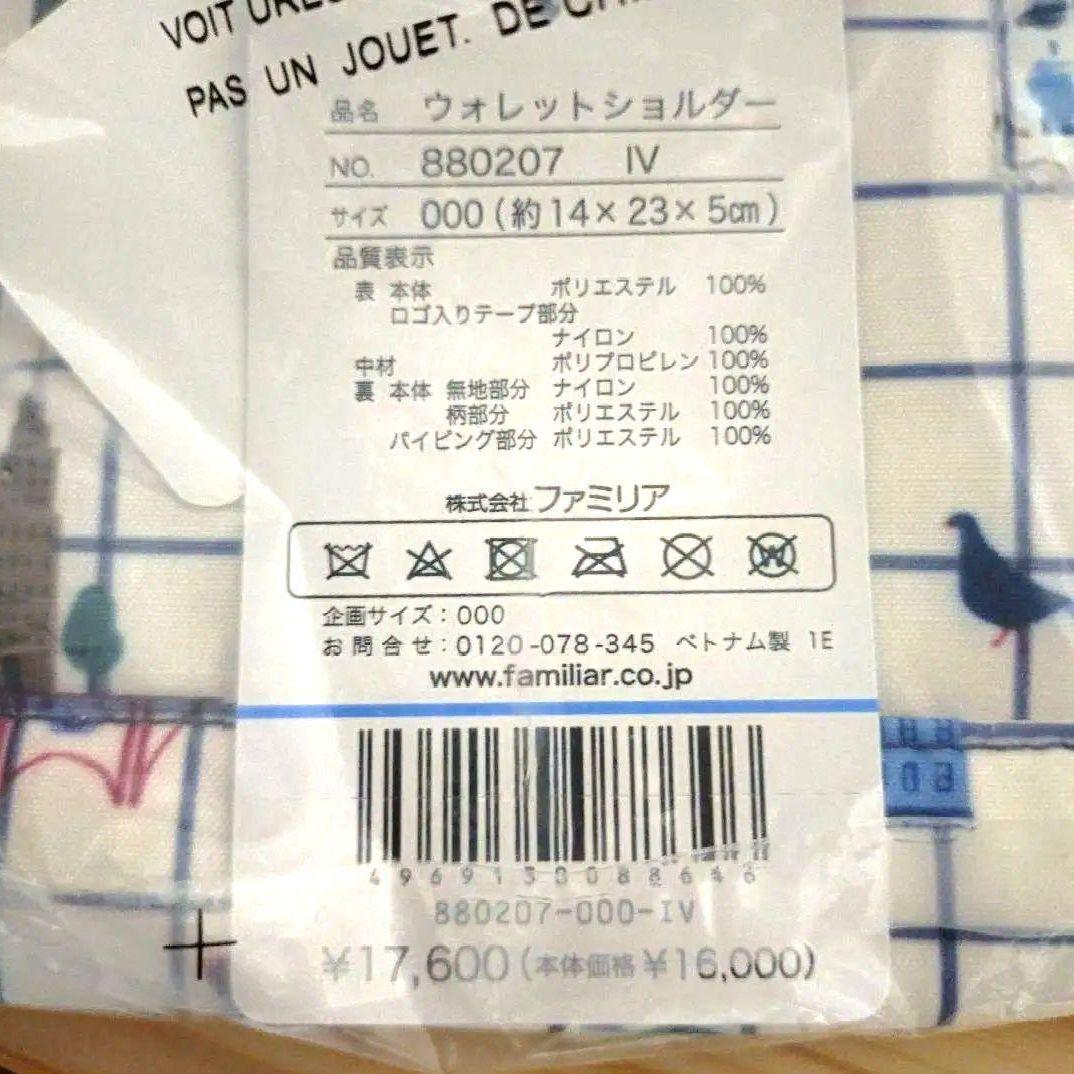 PAS UN JOUET. DE
品名 ウォレットショルダー
NO. 880207 IV
サイズ 000(約14×23×5㎝)
品質表示
表 本体 ポリエステル 100%
ロゴ入りテープ部分
ナイロン 100%
中材 ポリプロピレン 100%
裏 本体 無地部分 ナイロン 100%
柄部分 ポリエステル 100%
パイピング部分 ポリエステル 100%
株式会社ファミリア
企画サイズ:000
お問合せ:0120-078-345 ベトナム製 1E
www.familiar.co.jp
880207-000-IV
¥17,600(本体価格¥16,000)